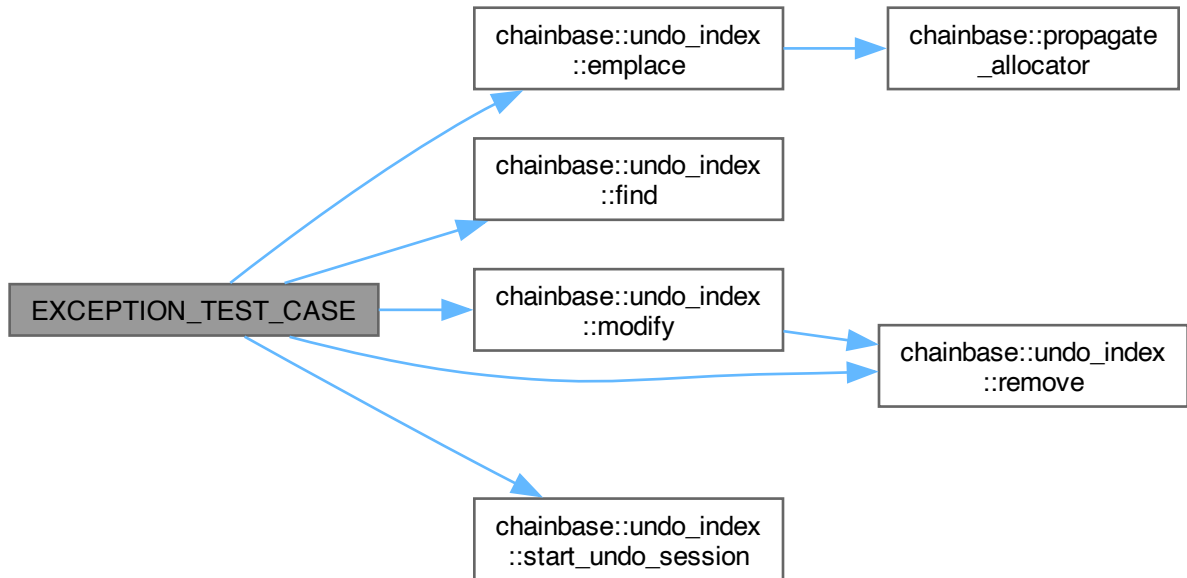 chainbase::undo_index
::emplace
chainbase::propagate
_allocator
chainbase::undo_index
::find
EXCEPTION_TEST_CASE
chainbase::undo_index
::modify
chainbase::undo_index
::remove
chainbase::undo_index
::start_undo_session